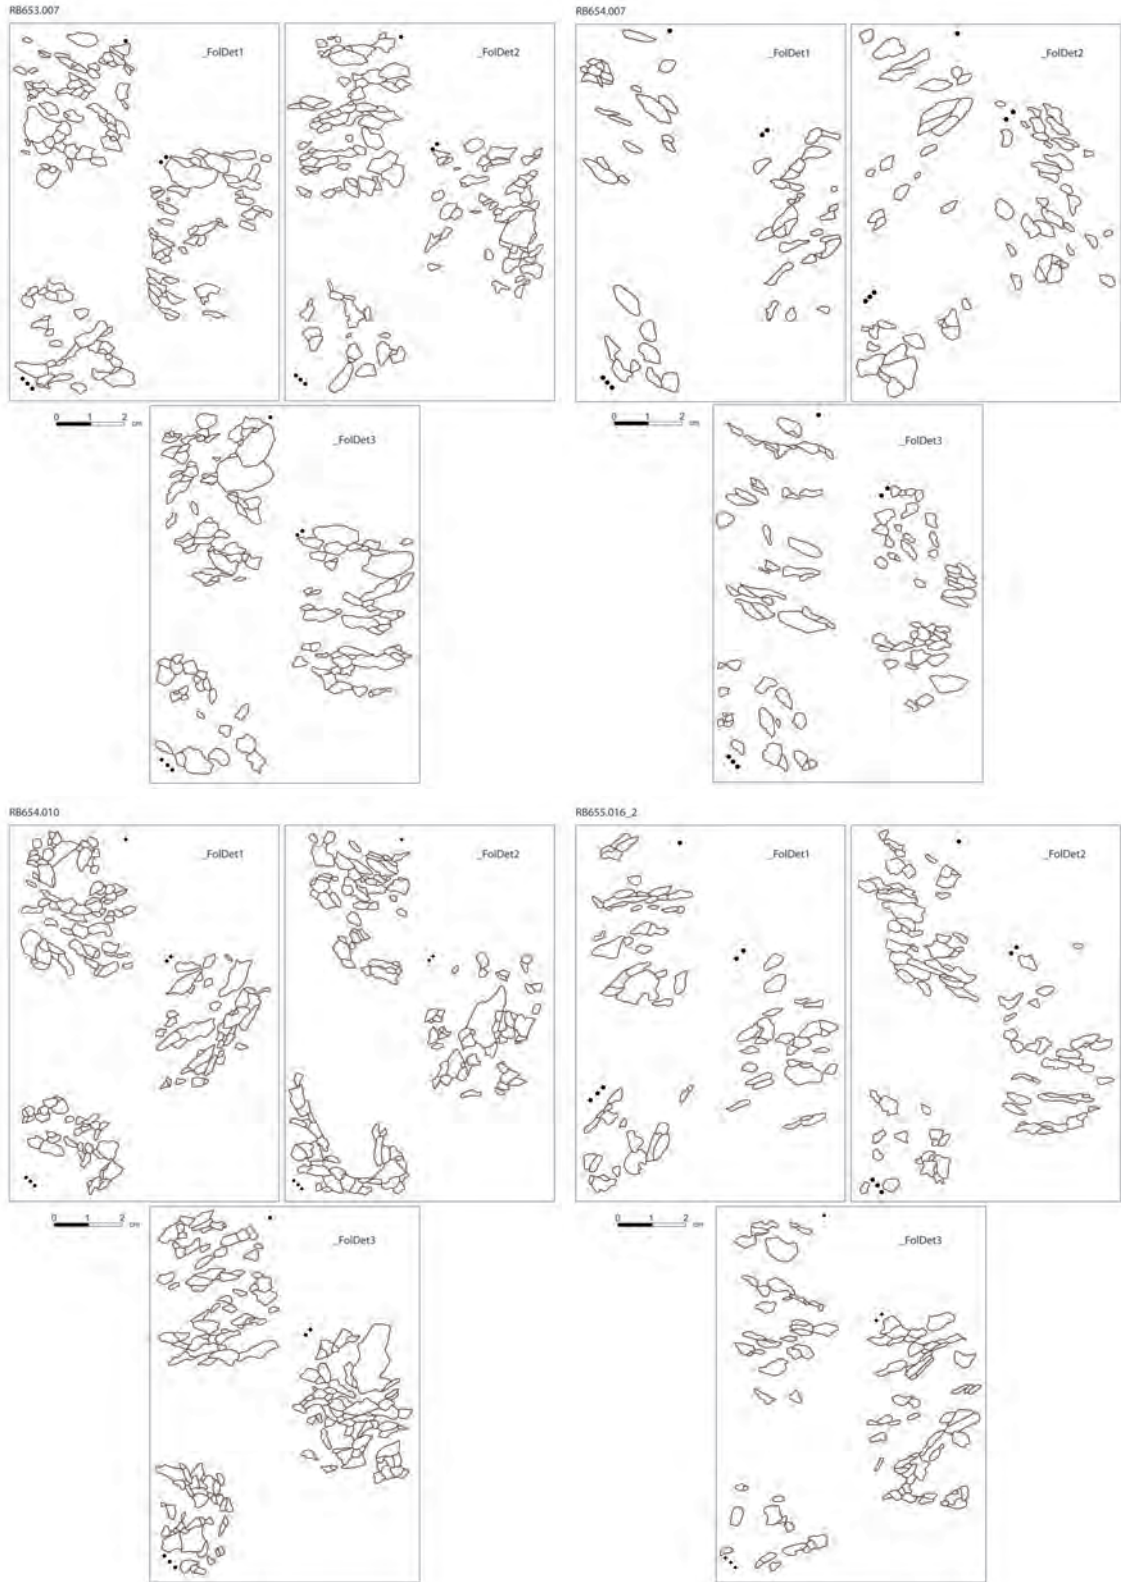 RB653.007
RB654.007
_FolDet1
_FolDet2
_FolDet1
_FolDet2
0 1 2 cm
_FolDet3
0 1 2 cm
_FolDet3
RB654.010
RB655.016_2
_FolDet1
_FolDet2
_FolDet1
_FolDet2
0 1 2 cm
_FolDet3
0 1 2 cm
_FolDet3